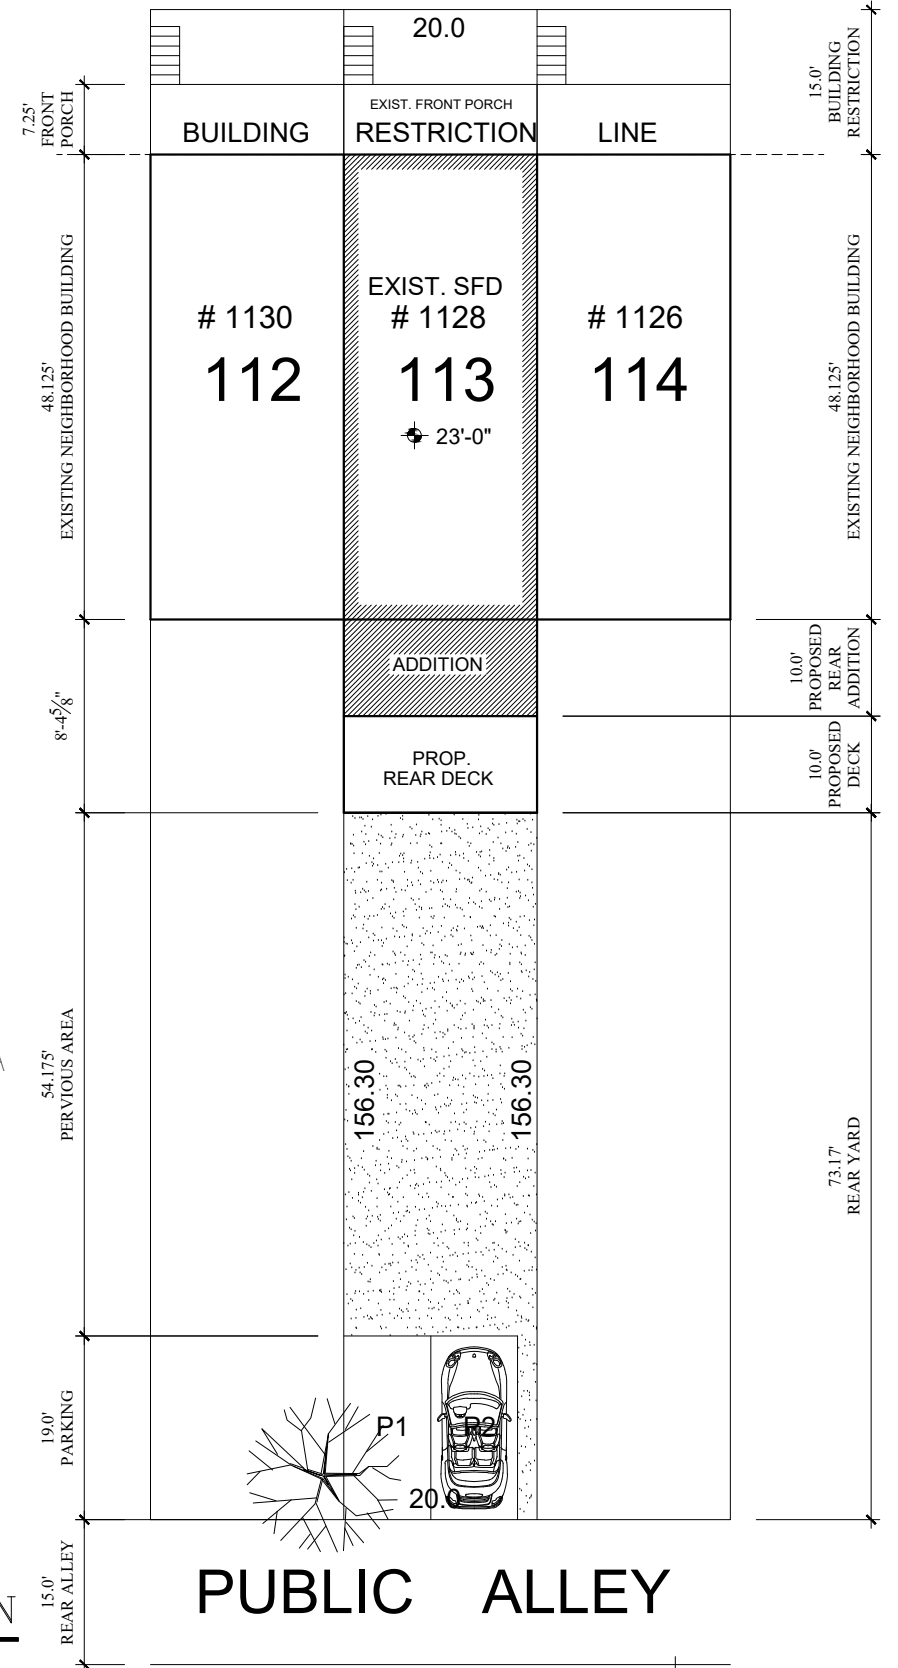 20.0
15.0'
BUILDING
RESTRICTION
7.25'
FRONT
PORCH
EXIST. FRONT PORCH
BUILDING RESTRICTION LINE
48.125'
EXISTING NEIGHBORHOOD BUILDING
# 1130
112
EXIST. SFD
# 1128
113
23'-0"
# 1126
114
48.125'
EXISTING NEIGHBORHOOD BUILDING
8'-4 5/8"
ADDITION
10.0'
PROPOSED
REAR
ADDITION
PROP.
REAR DECK
10.0'
PROPOSED
DECK
54.175'
PERVIOUS AREA
156.30
156.30
73.17'
REAR YARD
19.0'
PARKING
P1
P2
20.0
15.0'
REAR ALLEY
PUBLIC ALLEY
N